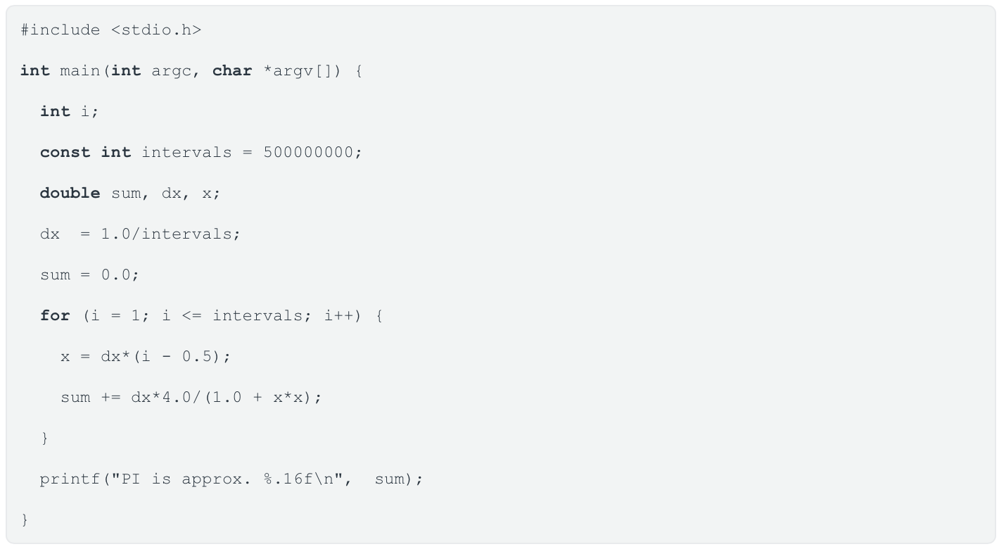 #include <stdio.h>
int main(int argc, char *argv[]) {
  int i;
  const int intervals = 500000000;
  double sum, dx, x;
  dx  = 1.0/intervals;
  sum = 0.0;
  for (i = 1; i <= intervals; i++) {
    x = dx*(i - 0.5);
    sum += dx*4.0/(1.0 + x*x);
  }
  printf("PI is approx. %.16f\n",  sum);
}